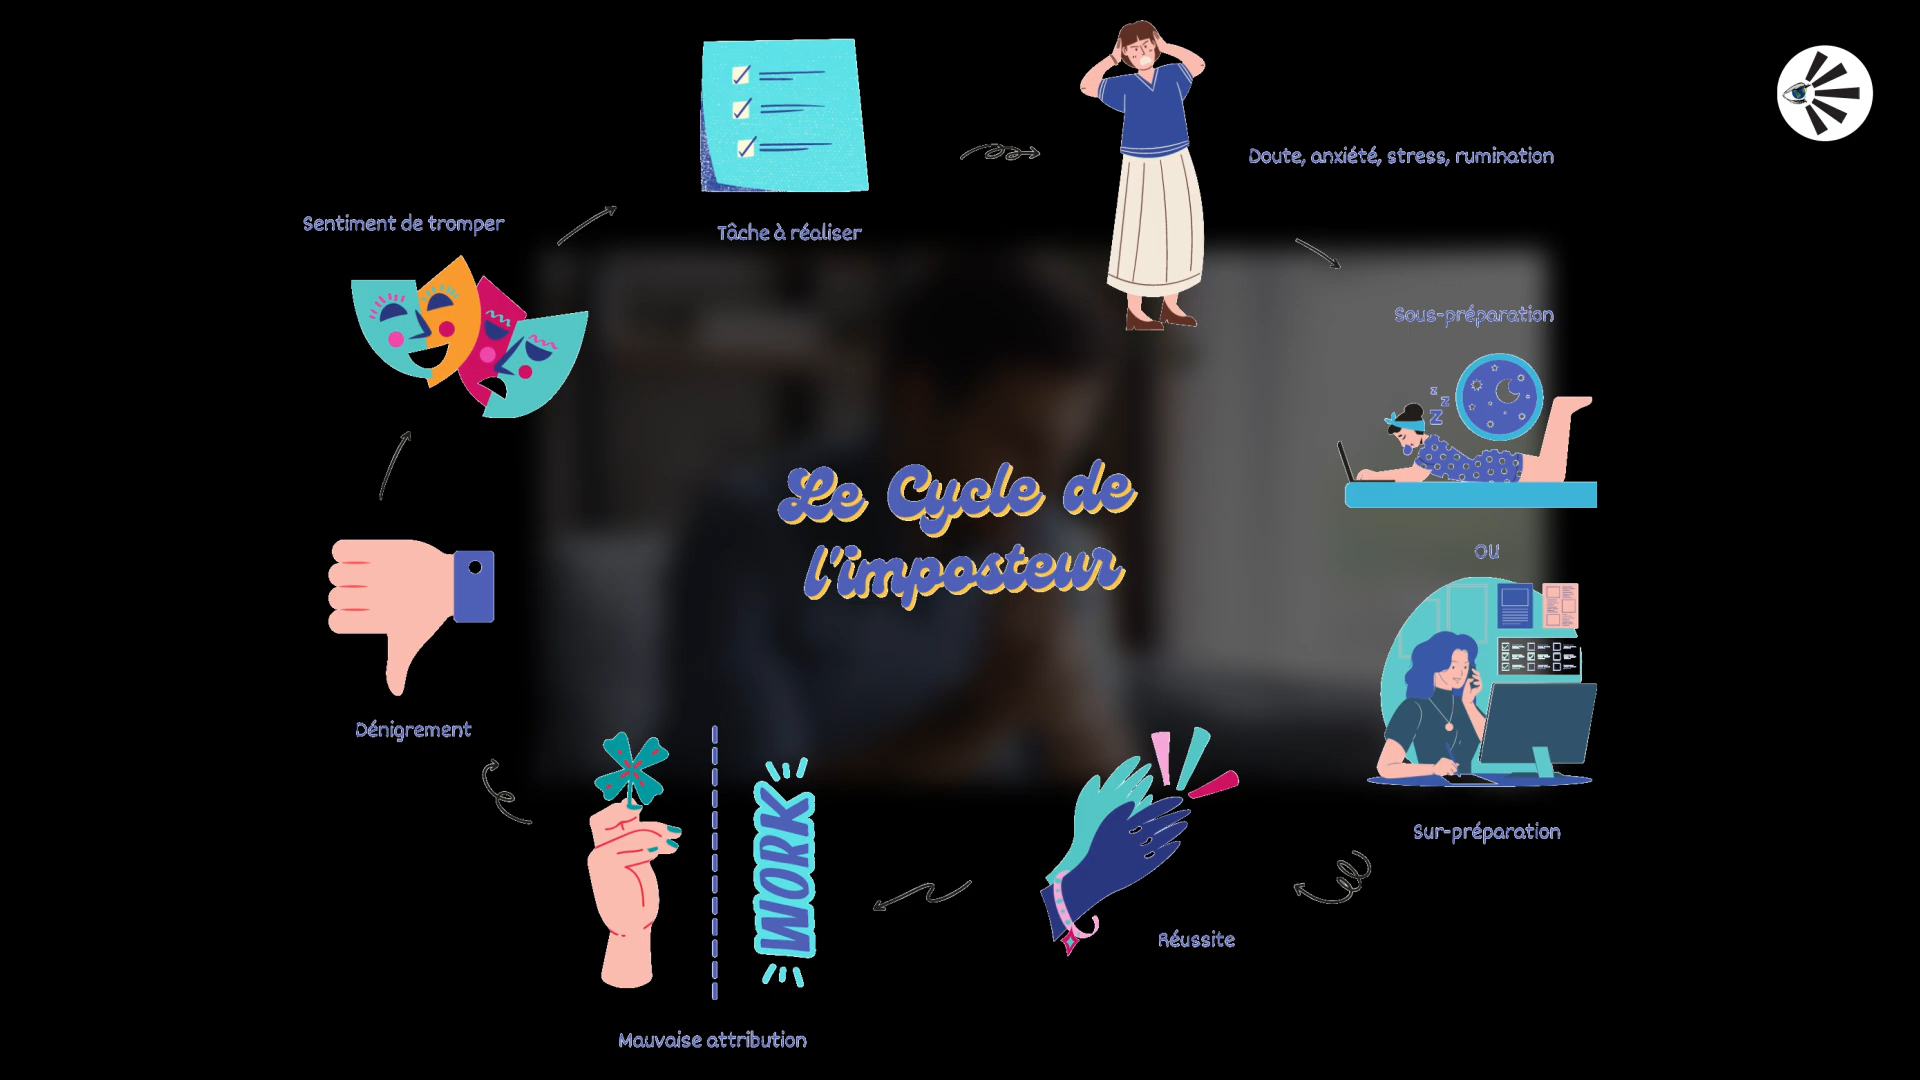 Le Cycle de
l'imposteur
Tâche à réaliser
Doute, anxiété, stress, rumination
Sous-préparation
z
z
Z
OU
Sur-préparation
Réussite
WORK
Mauvaise attribution
Dénigrement
Sentiment de tromper